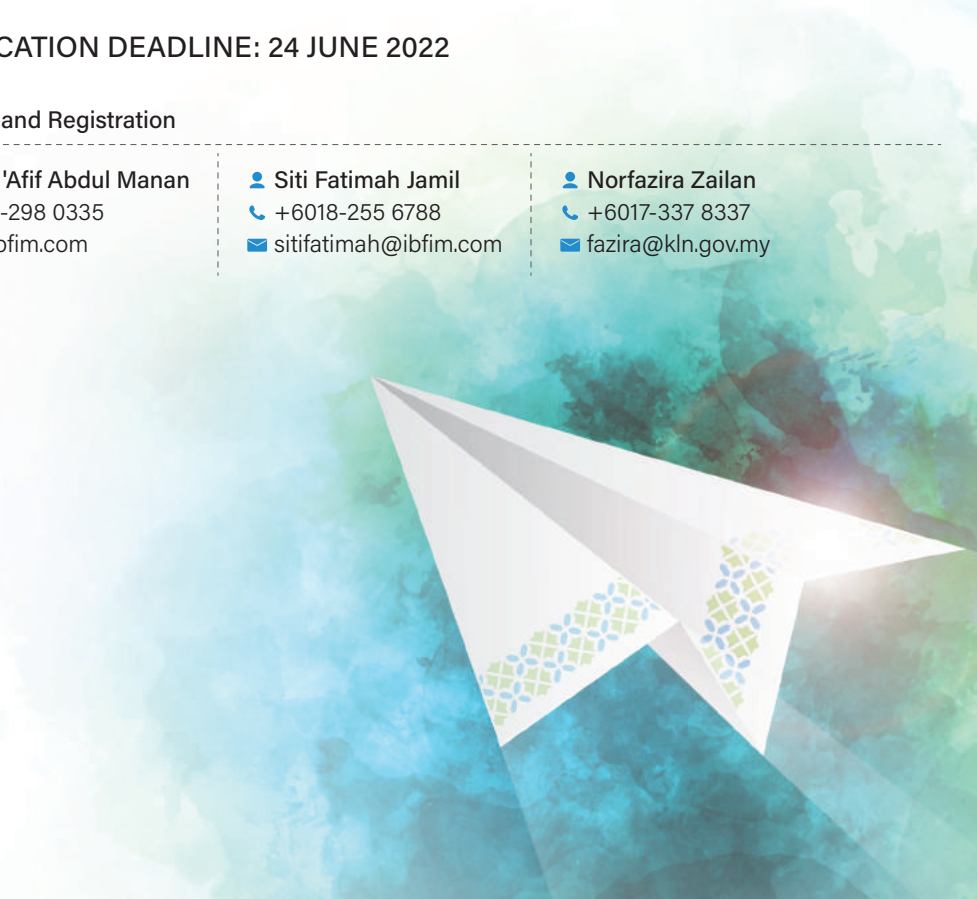 CATION DEADLINE: 24 JUNE 2022
and Registration
'Afif Abdul Manan
-298 0335
ofim.com
Siti Fatimah Jamil
+6018-255 6788
sitifatimah@ibfim.com
Norfazira Zailan
+6017-337 8337
fazira@kln.gov.my